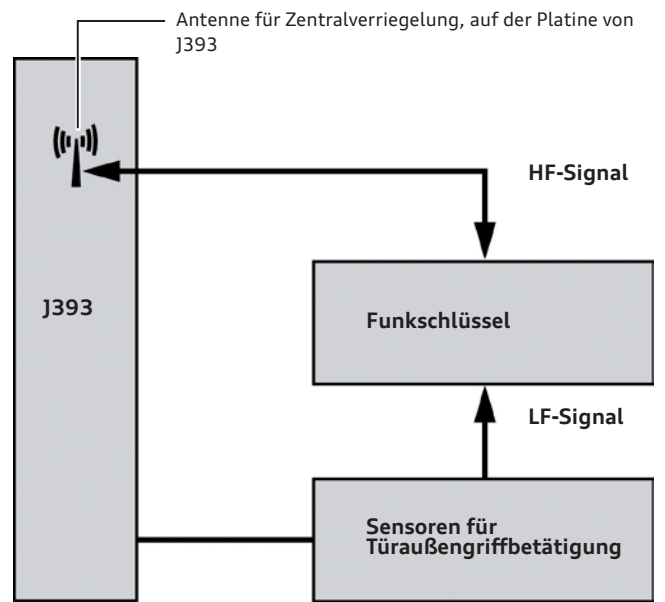 Antenne für Zentralverriegelung, auf der Platine von
J393
HF-Signal
J393
Funkschlüssel
LF-Signal
Sensoren für
Türaußengriffbetätigung